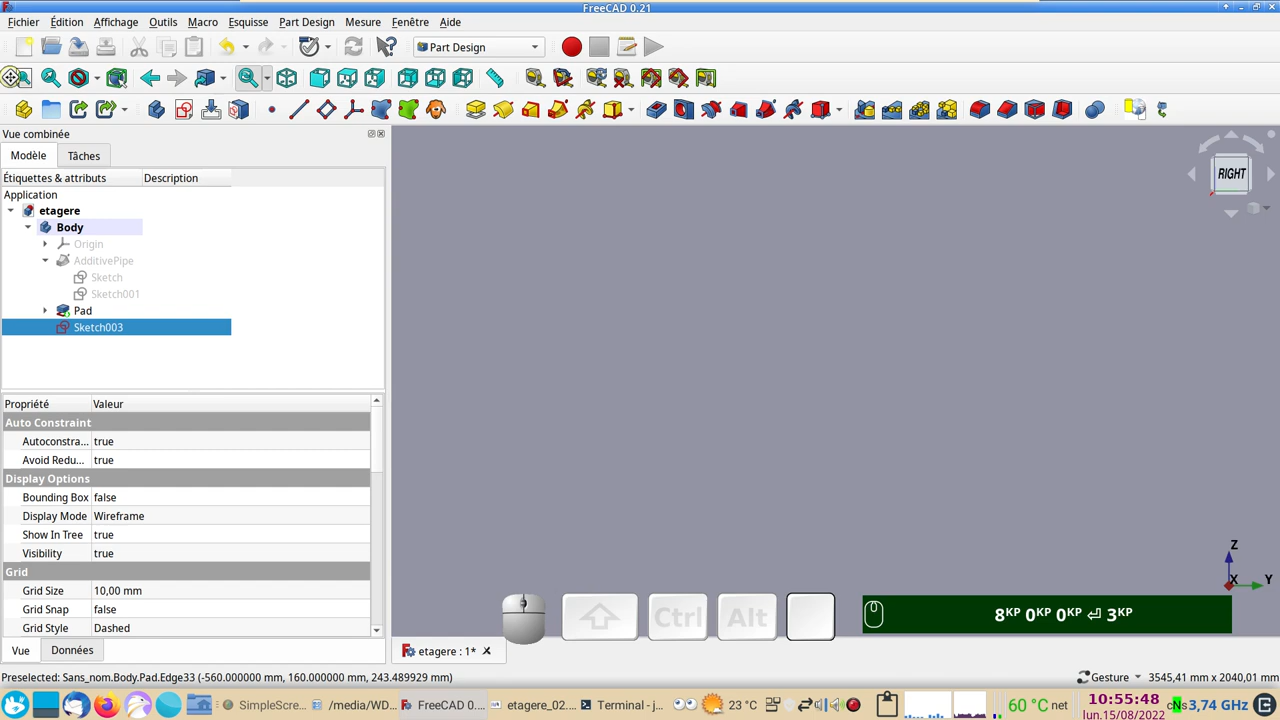 FreeCAD 0.21
Fichier Édition Affichage Outils Macro Esquisse Part Design Mesure Fenêtre Aide
Part Design
Vue combinée
Modèle Tâches
Étiquettes & attributs Description
Application
etagere
Body
Origin
AdditivePipe
Sketch
Sketch001
Pad
Sketch003
RIGHT
Propriété Valeur
Auto Constraint
Autoconstra... true
Avoid Redu... true
Display Options
Bounding Box false
Display Mode Wireframe
Show In Tree true
Visibility true
Grid
Grid Size 10,00 mm
Grid Snap false
Grid Style Dashed
Z
X Y
Ctrl Alt
8KP 0KP 0KP ⏎ 3KP
Vue Données
etagere : 1*
Preselected: Sans_nom.Body.Pad.Edge33 (-560.000000 mm, 160.000000 mm, 243.489929 mm)
Gesture 3545,41 mm x 2040,01 mm
SimpleScre... /media/WD... FreeCAD 0.... etagere_02.... Terminal - j... 23 °C 60 °C net 10:55:48 lun.15/08/2022 cNs 3,74 GHz